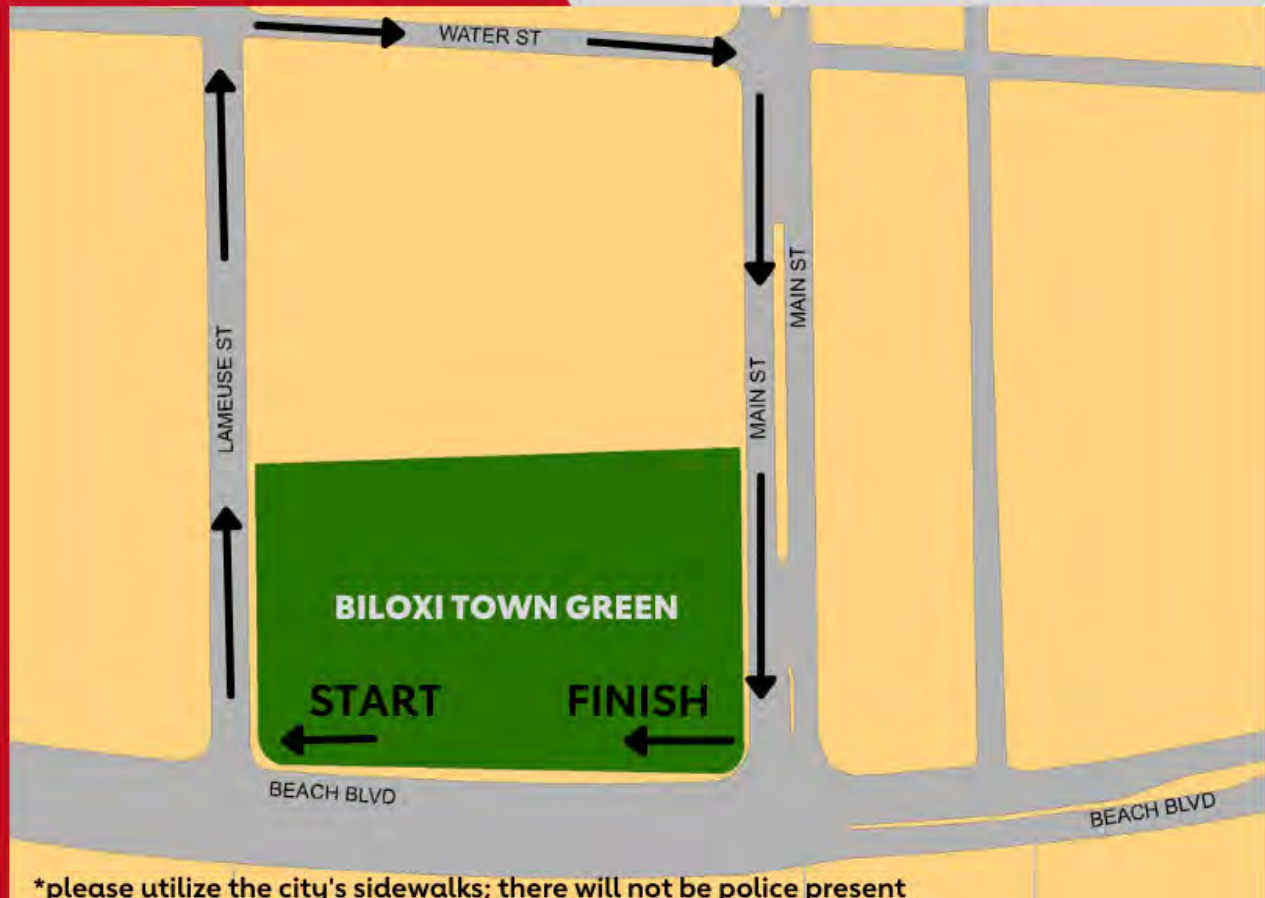 WATER ST
MAIN ST
LAMEUSE ST
MAIN ST
BILOXI TOWN GREEN
START
FINISH
BEACH BLVD
BEACH BLVD
*please utilize the city's sidewalks; there will not be police present